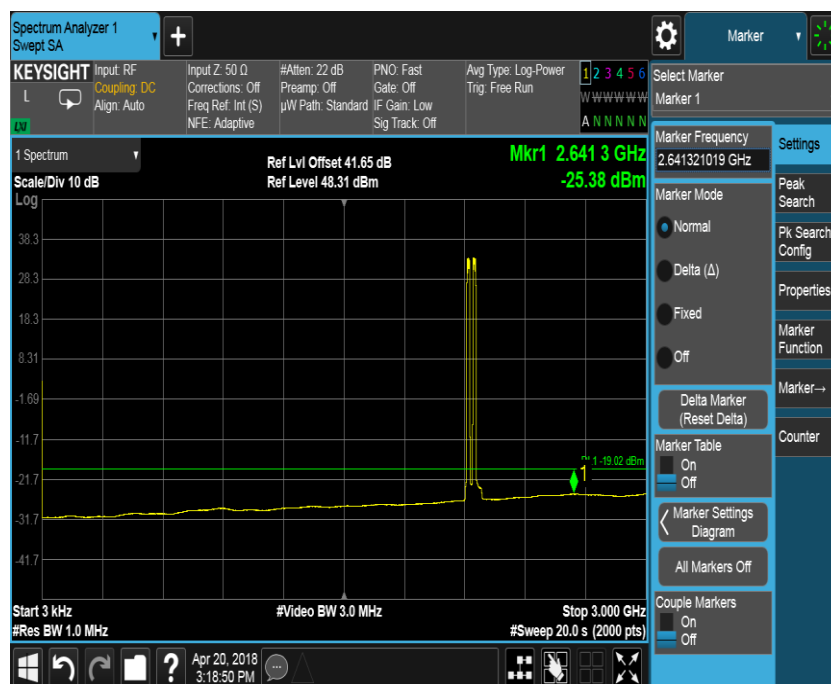 Spectrum Analyzer 1
Swept SA
+
Marker
KEYSIGHT
L
LXI
Input: RF
Coupling: DC
Align: Auto
Input Z: 50 Ω
Corrections: Off
Freq Ref: Int (S)
NFE: Adaptive
#Atten: 22 dB
Preamp: Off
µW Path: Standard
PNO: Fast
Gate: Off
IF Gain: Low
Sig Track: Off
Avg Type: Log-Power
Trig: Free Run
1 2 3 4 5 6
W W W W W W
A N N N N N
Select Marker
Marker 1
1 Spectrum
Scale/Div 10 dB
Log
Ref Lvl Offset 41.65 dB
Ref Level 48.31 dBm
Mkr1 2.641 3 GHz
-25.38 dBm
38.3
28.3
18.3
8.31
-1.69
-11.7
-21.7
-31.7
-41.7
-19.02 dBm
1
Start 3 kHz
#Res BW 1.0 MHz
#Video BW 3.0 MHz
Stop 3.000 GHz
#Sweep 20.0 s (2000 pts)
Marker Frequency
2.641321019 GHz
Marker Mode
Normal
Delta (Δ)
Fixed
Off
Delta Marker
(Reset Delta)
Marker Table
On
Off
Marker Settings
Diagram
All Markers Off
Couple Markers
On
Off
Settings
Peak
Search
Pk Search
Config
Properties
Marker
Function
Marker→
Counter
?
Apr 20, 2018
3:18:50 PM